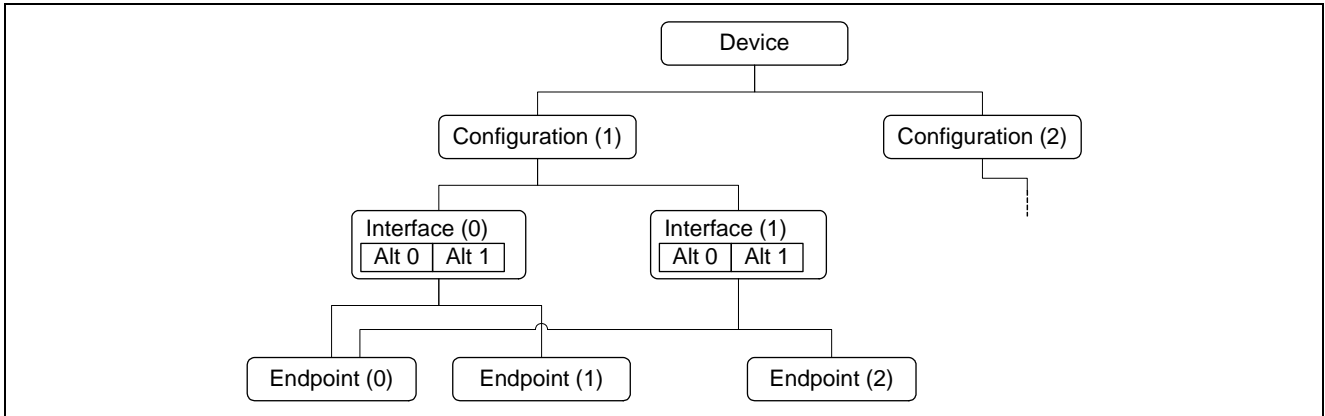 Device
Configuration (1)
Configuration (2)
Interface (0)
Alt 0
Alt 1
Interface (1)
Alt 0
Alt 1
Endpoint (0)
Endpoint (1)
Endpoint (2)